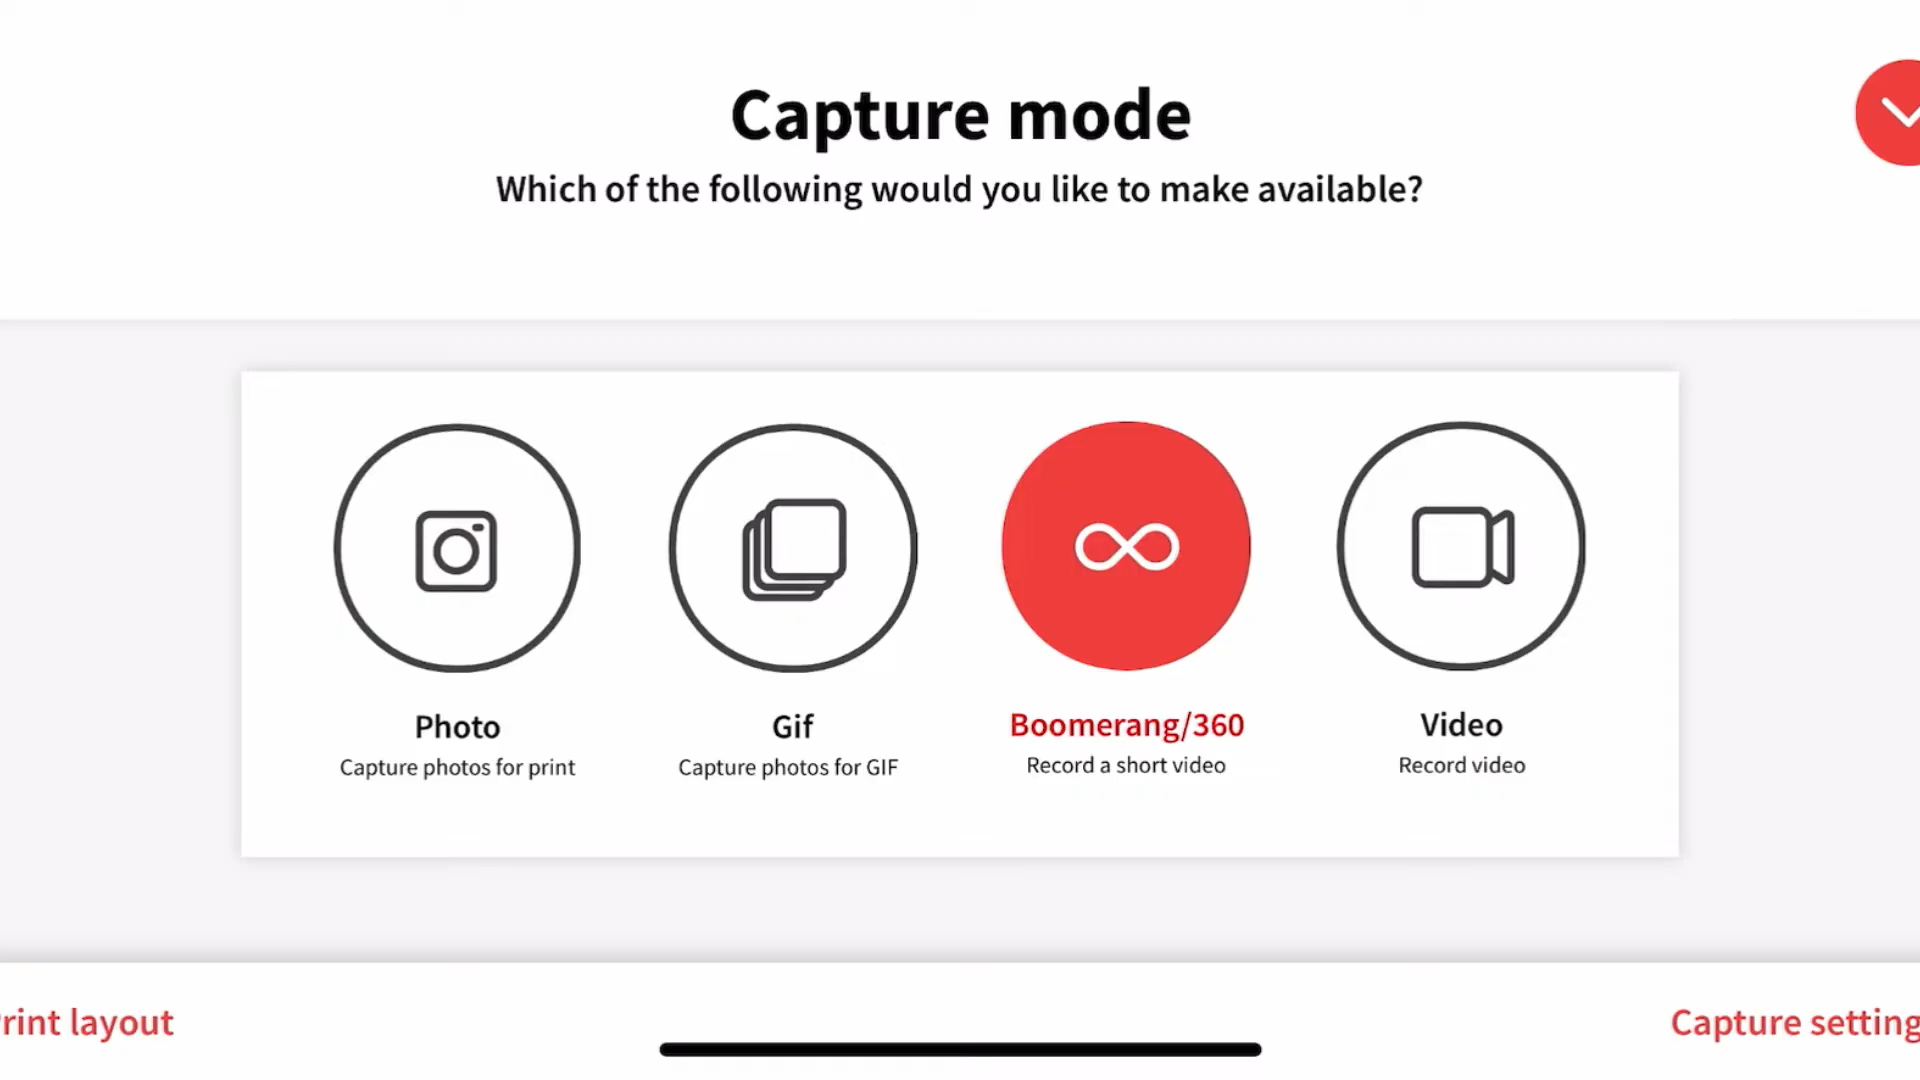 Capture mode
Which of the following would you like to make available?
Photo
Capture photos for print
Gif
Capture photos for GIF
Boomerang/360
Record a short video
Video
Record video
rint layout
Capture setting